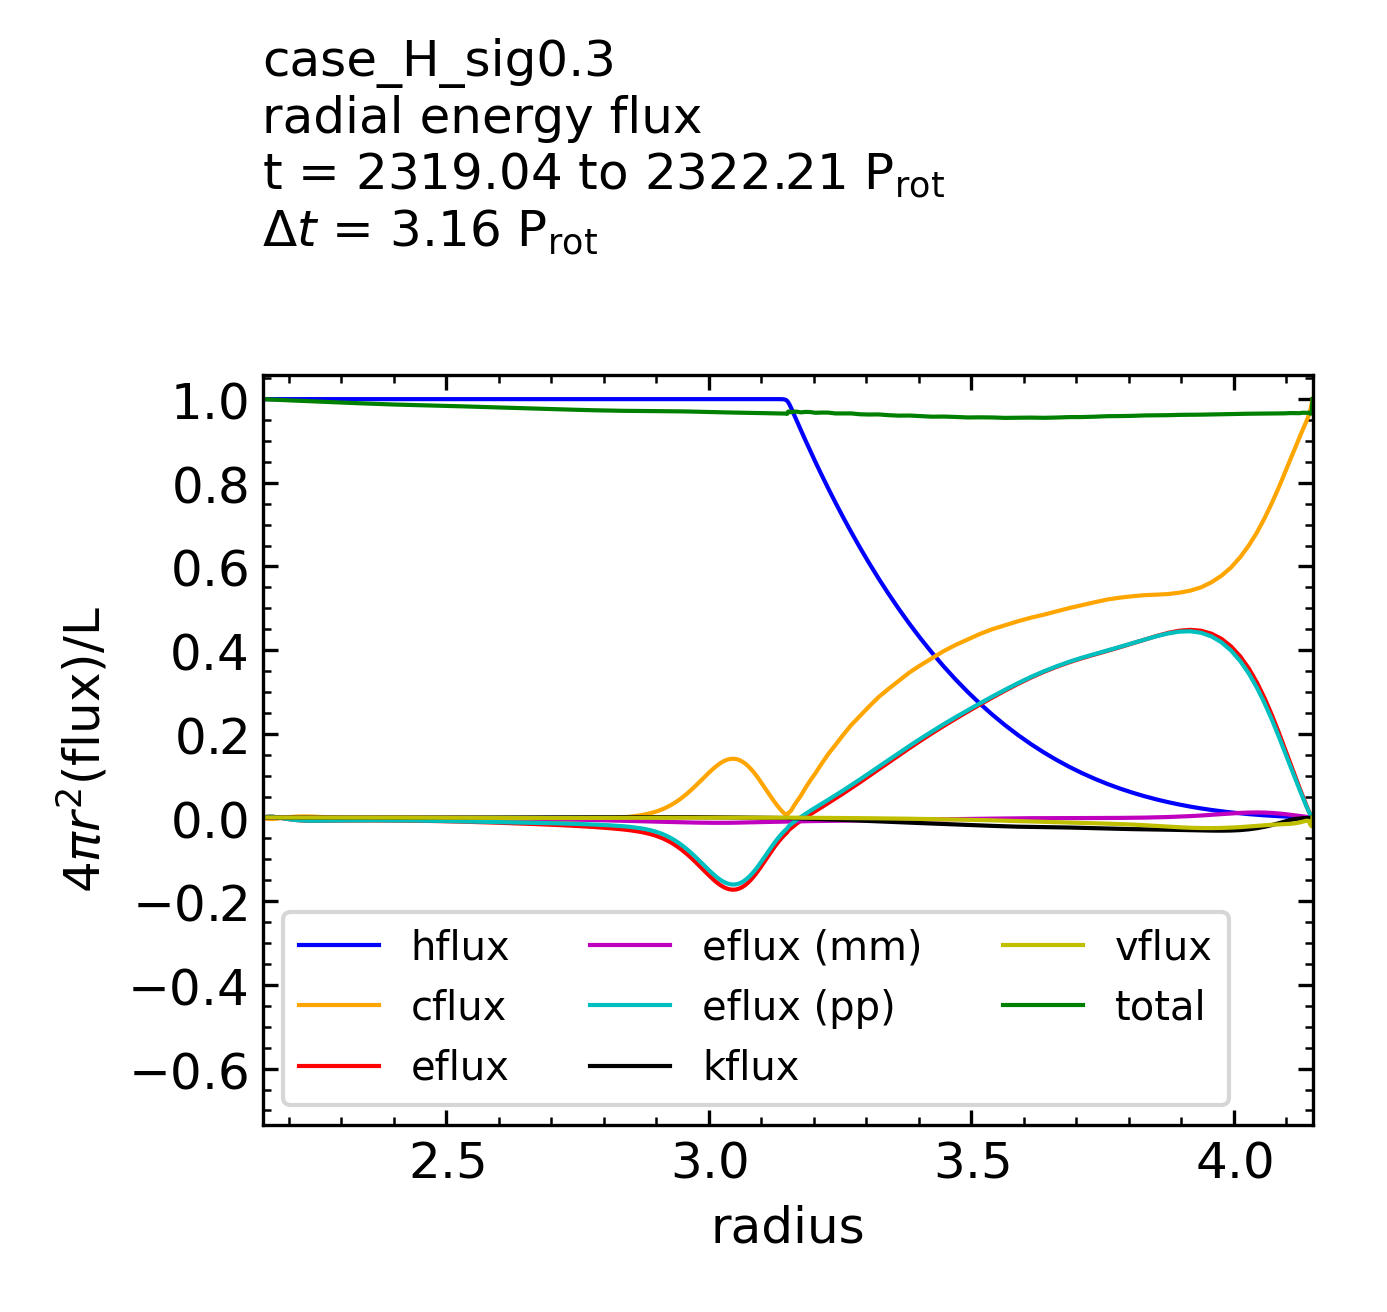 case_H_sig0.3
radial energy flux
t = 2319.04 to 2322.21 P_rot
Δt = 3.16 P_rot
4πr²(flux)/L
1.0
0.8
0.6
0.4
0.2
0.0
−0.2
−0.4
−0.6
hflux
cflux
eflux
eflux (mm)
eflux (pp)
kflux
vflux
total
2.5 3.0 3.5 4.0
radius